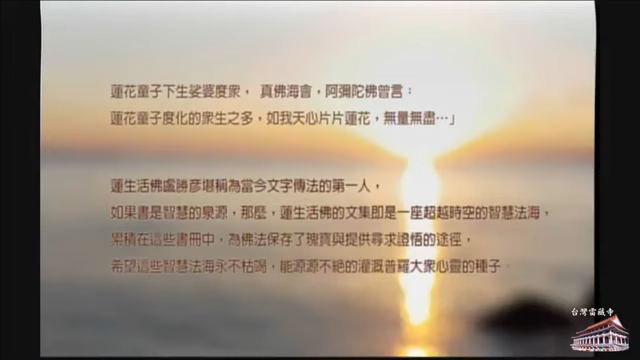 蓮花童子下生娑婆度衆， 真佛海會，阿彌陀佛曾言：
蓮花童子度化的衆生之多，如我天心片片蓮花，無量無盡…」
蓮生活佛盧勝彥堪稱為當今文字傳法的第一人，
如果書是智慧的泉源，那麼，蓮生活佛的文集即是一座超越時空的智慧法海，
累積在這些書冊中，為佛法保存了瑰寶與提供尋求證悟的途徑，
希望這些智慧法海永不枯竭，能源源不絕的灌溉普羅大衆心靈的種子。
台灣雷藏寺